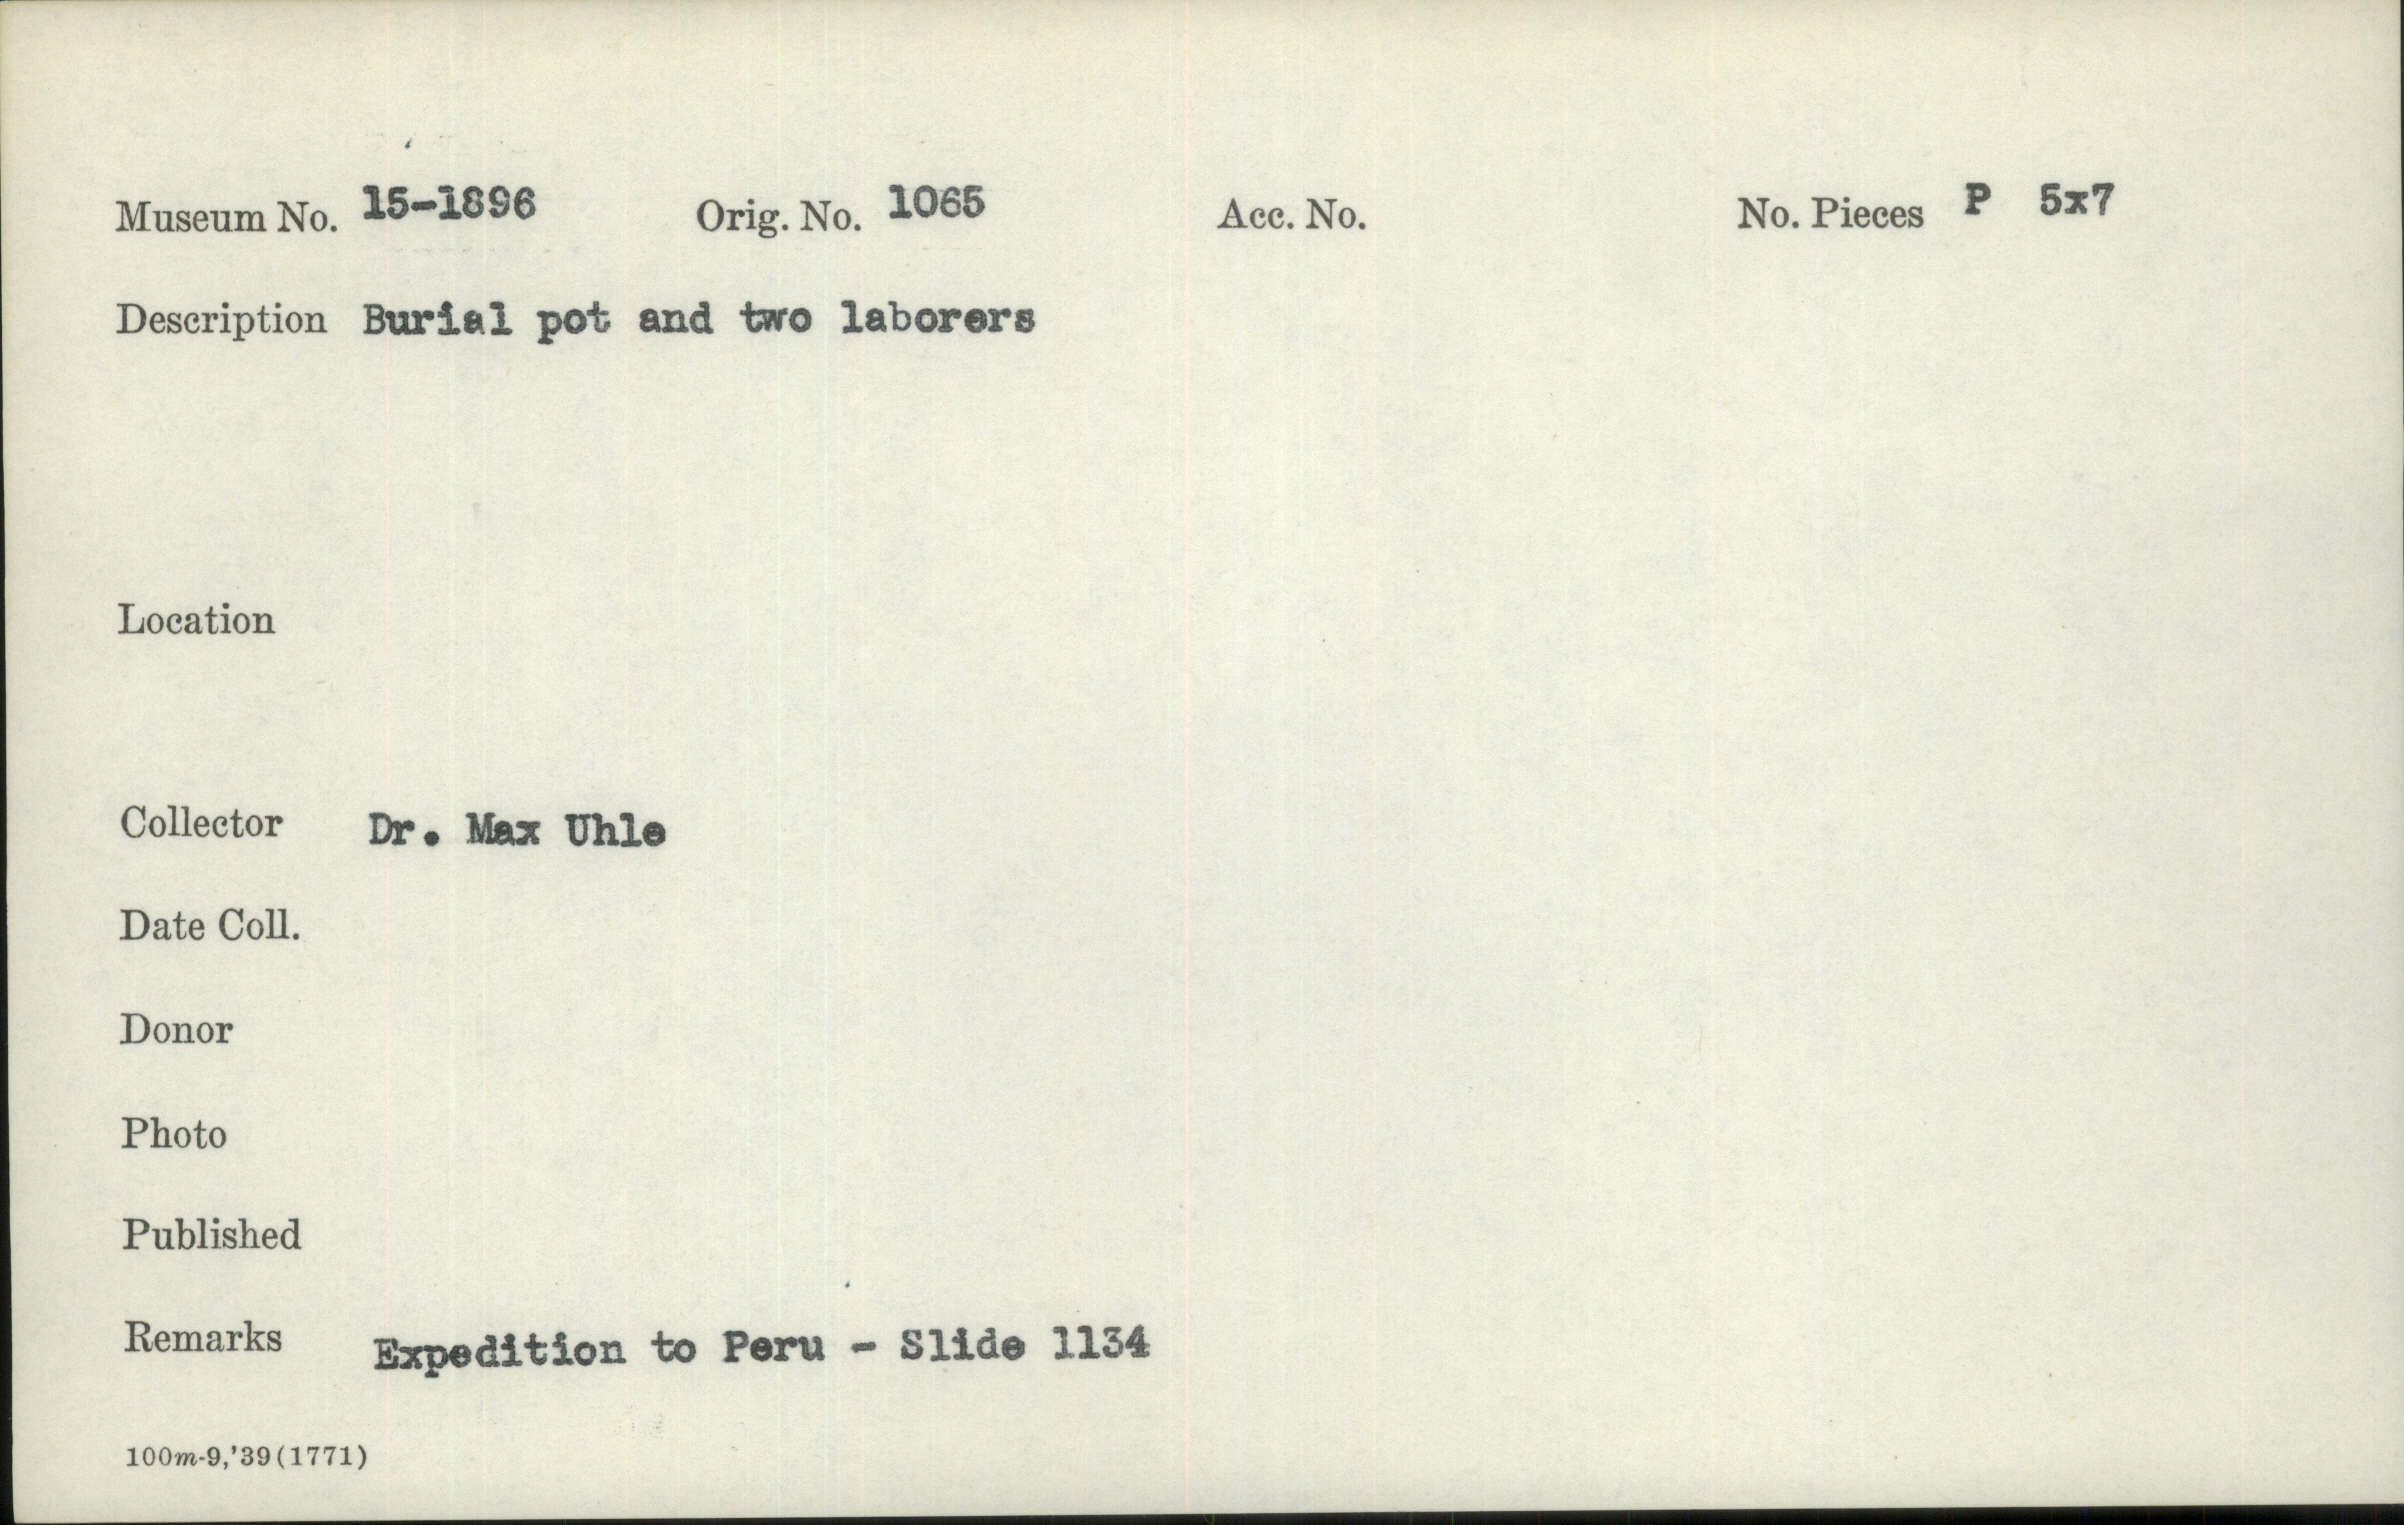 Museum No. 15-1896 Orig. No. 1065 Acc. No. No. Pieces P 5x7
Description Burial pot and two laborers
Location
Collector Dr. Max Uhle
Date Coll.
Donor
Photo
Published
Remarks Expedition to Peru - Slide 1134
100m-9,'39(1771)